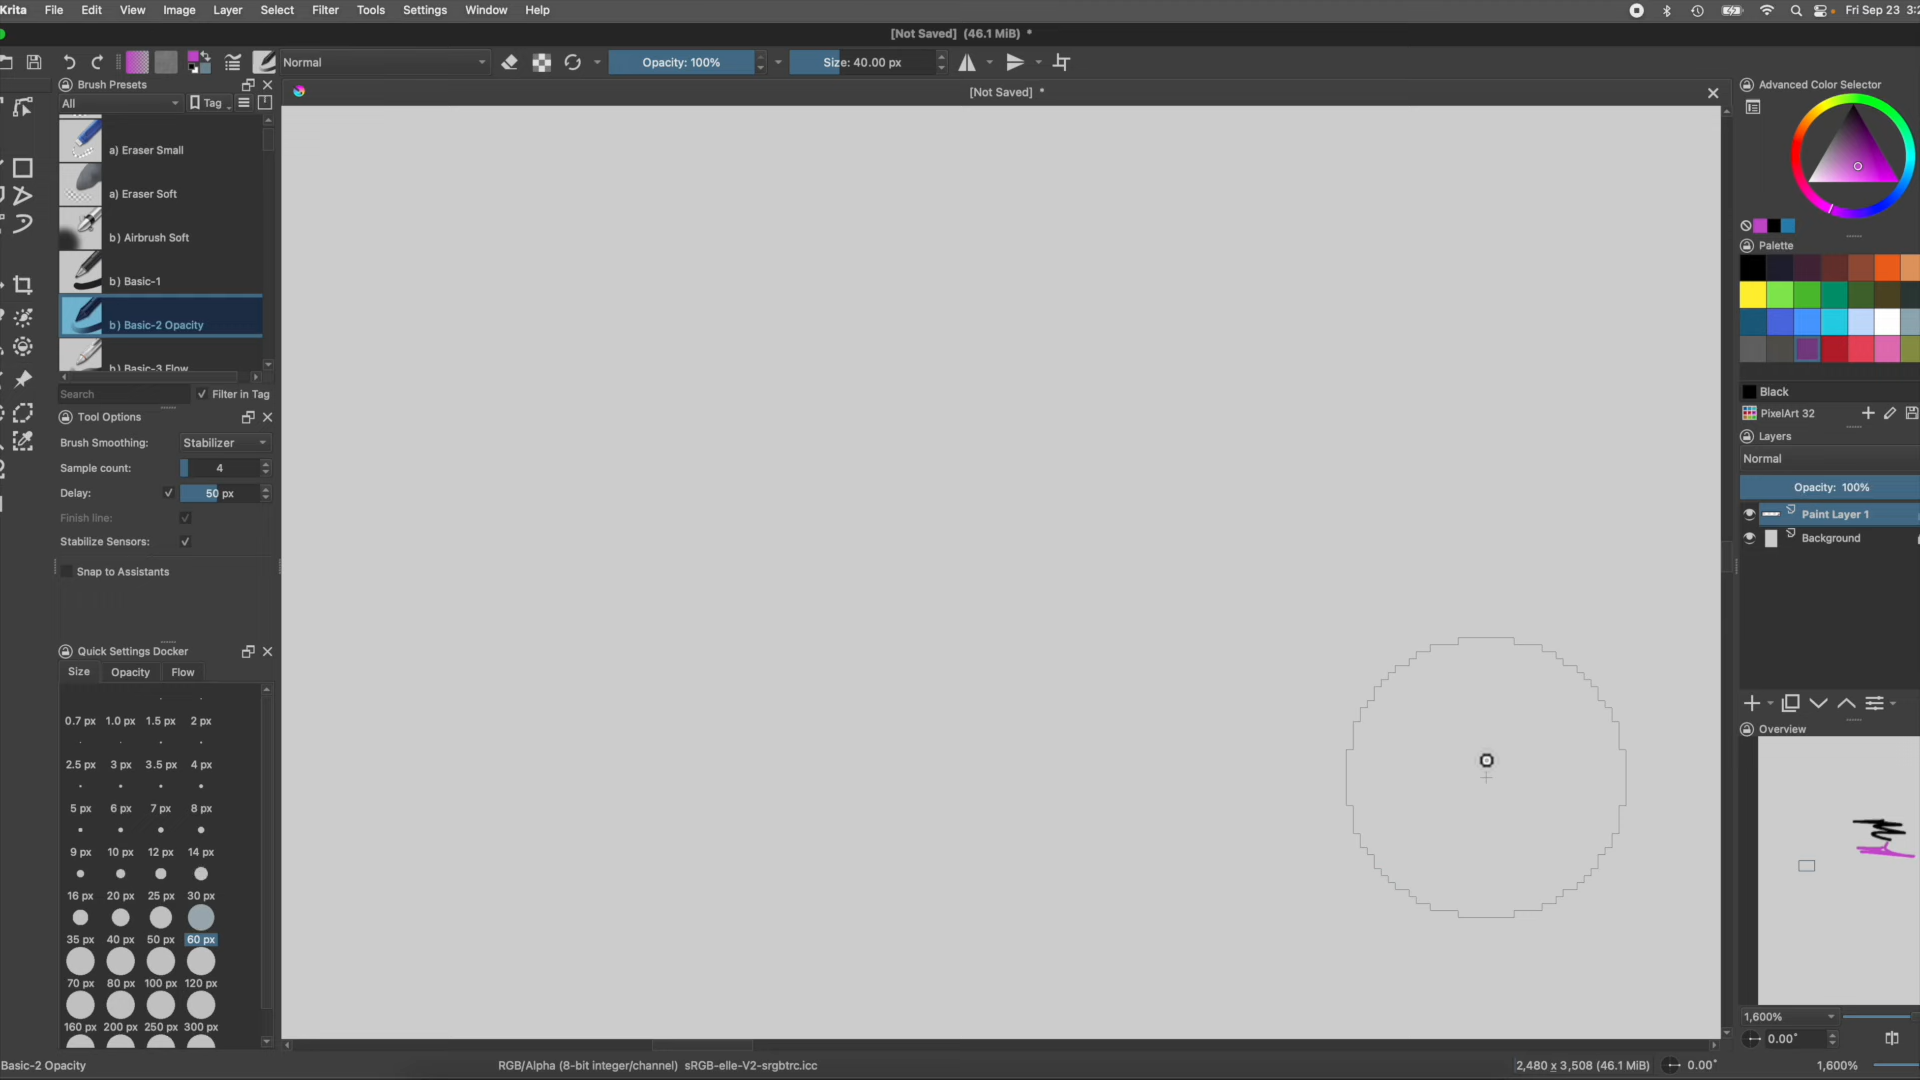 Krita File Edit View Image Layer Select Filter Tools Settings Window Help Fri Sep 23
[Not Saved] (46.1 MiB) *
Normal Opacity: 100% Size: 40.00 px
Brush Presets
All Tag
[Not Saved] *
a) Eraser Small
a) Eraser Soft
b) Airbrush Soft
b) Basic-1
b) Basic-2 Opacity
b) Basic-3 Flow
Search Filter in Tag
Tool Options
Brush Smoothing: Stabilizer
Sample count: 4
Delay: 50 px
Finish line:
Stabilize Sensors:
Snap to Assistants
Quick Settings Docker
Size Opacity Flow
0.7 px 1.0 px 1.5 px 2 px
2.5 px 3 px 3.5 px 4 px
5 px 6 px 7 px 8 px
9 px 10 px 12 px 14 px
16 px 20 px 25 px 30 px
35 px 40 px 50 px 60 px
70 px 80 px 100 px 120 px
160 px 200 px 250 px 300 px
Advanced Color Selector
Palette
Black
PixelArt 32
Layers
Normal
Opacity: 100%
Paint Layer 1
Background
Overview
1,600%
0.00°
Basic-2 Opacity RGB/Alpha (8-bit integer/channel) sRGB-elle-V2-srgbtrc.icc 2,480 x 3,508 (46.1 MiB) 0.00° 1,600%